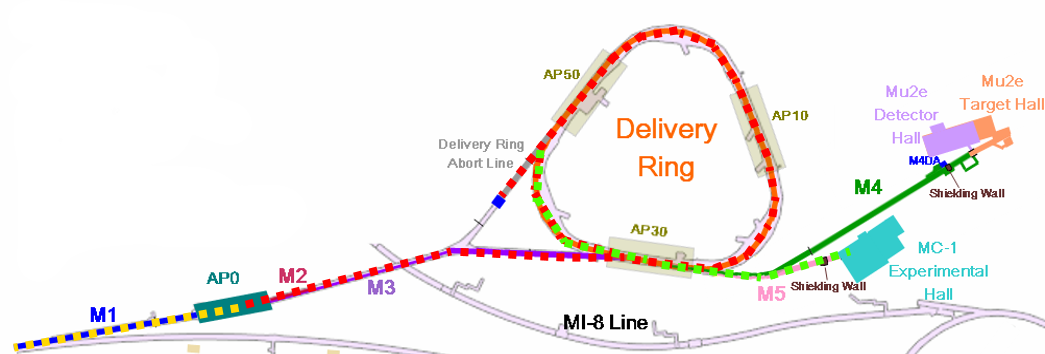 AP50
Delivery
Ring
AP10
Mu2e
Target Hall
Mu2e
Detector
Hall
Delivery Ring
Abort Line
M4DA
Shielding Wall
M4
AP30
MC-1
Experimental
Hall
AP0
M2
M3
M5
Shielding Wall
M1
MI-8 Line